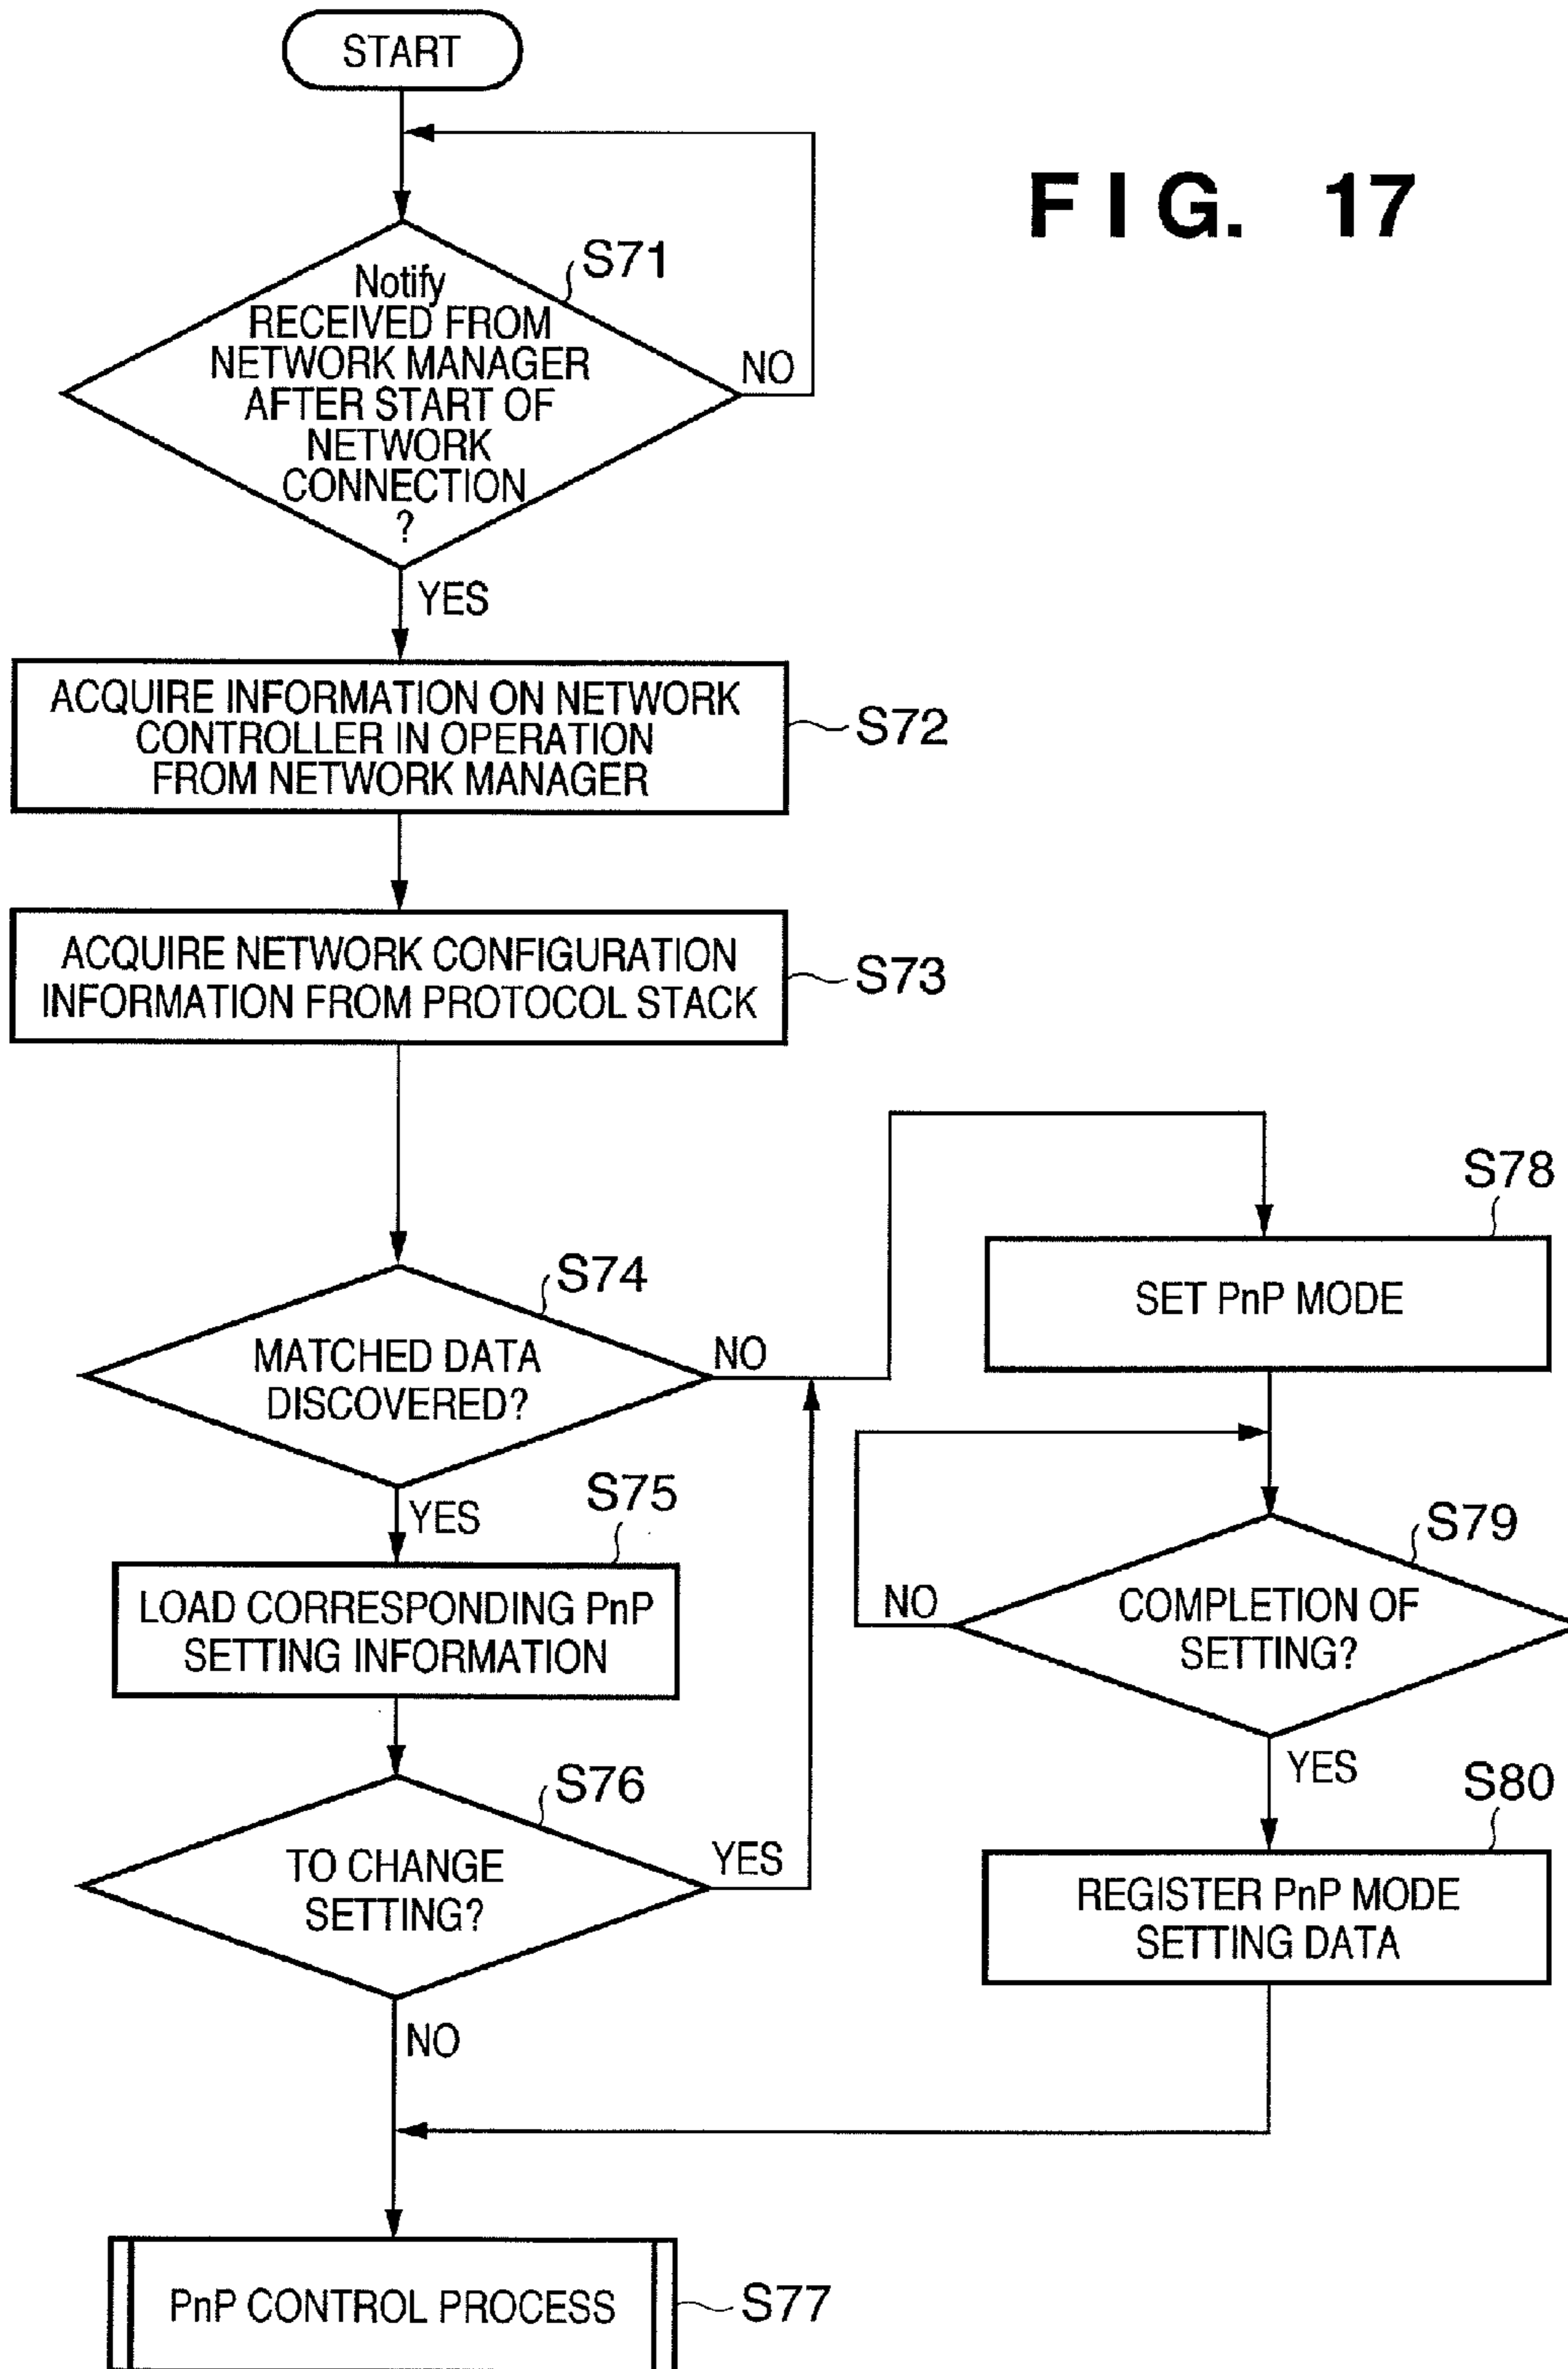 START
FIG. 17
S71
Notify
RECEIVED FROM
NETWORK MANAGER
AFTER START OF
NETWORK
CONNECTION
?
NO
YES
ACQUIRE INFORMATION ON NETWORK
CONTROLLER IN OPERATION
FROM NETWORK MANAGER
S72
ACQUIRE NETWORK CONFIGURATION
INFORMATION FROM PROTOCOL STACK
S73
S74
MATCHED DATA
DISCOVERED?
NO
YES
S75
LOAD CORRESPONDING PnP
SETTING INFORMATION
S76
TO CHANGE
SETTING?
YES
NO
S78
SET PnP MODE
S79
COMPLETION OF
SETTING?
NO
YES
S80
REGISTER PnP MODE
SETTING DATA
PnP CONTROL PROCESS
S77